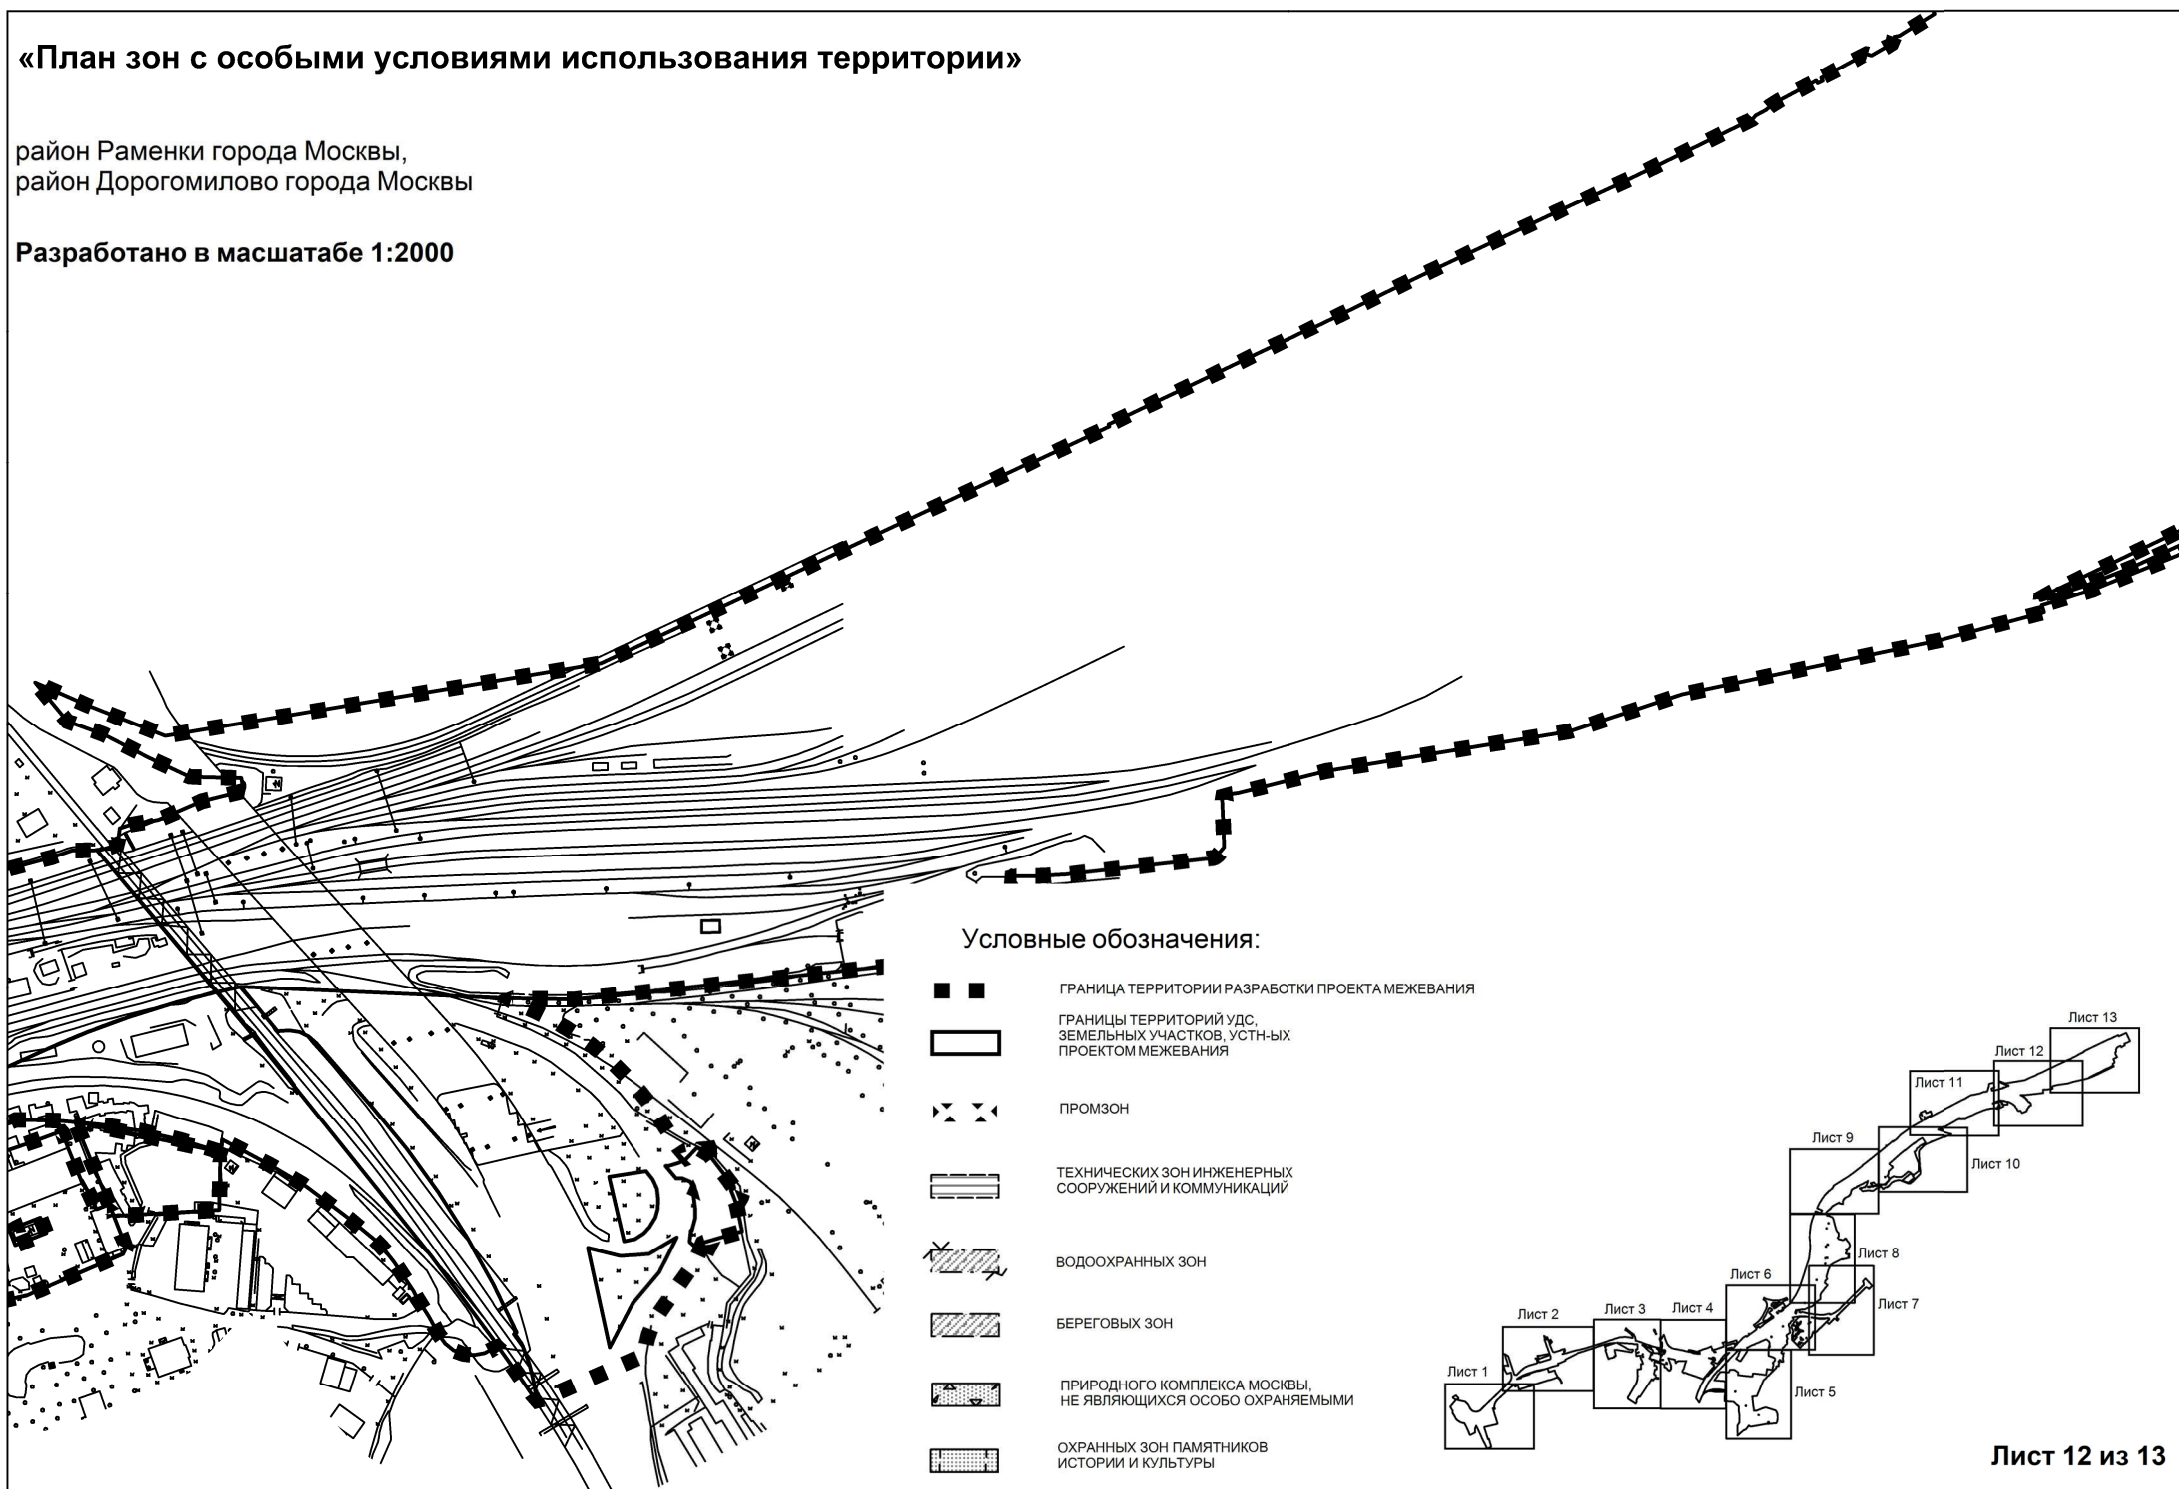 «План зон с особыми условиями использования территории»
район Раменки города Москвы,
район Дорогомилово города Москвы
Разработано в масшатабе 1:2000
Условные обозначения:
ГРАНИЦА ТЕРРИТОРИИ РАЗРАБОТКИ ПРОЕКТА МЕЖЕВАНИЯ
ГРАНИЦЫ ТЕРРИТОРИЙ УДС,
ЗЕМЕЛЬНЫХ УЧАСТКОВ, УСТН-ЫХ
ПРОЕКТОМ МЕЖЕВАНИЯ
ПРОМЗОН
ТЕХНИЧЕСКИХ ЗОН ИНЖЕНЕРНЫХ
СООРУЖЕНИЙ И КОММУНИКАЦИЙ
ВОДООХРАННЫХ ЗОН
БЕРЕГОВЫХ ЗОН
ПРИРОДНОГО КОМПЛЕКСА МОСКВЫ,
НЕ ЯВЛЯЮЩИХСЯ ОСОБО ОХРАНЯЕМЫМИ
ОХРАННЫХ ЗОН ПАМЯТНИКОВ
ИСТОРИИ И КУЛЬТУРЫ
Лист 13
Лист 12
Лист 11
Лист 9
Лист 10
Лист 8
Лист 6
Лист 7
Лист 2
Лист 3
Лист 4
Лист 1
Лист 5
Лист 12 из 13